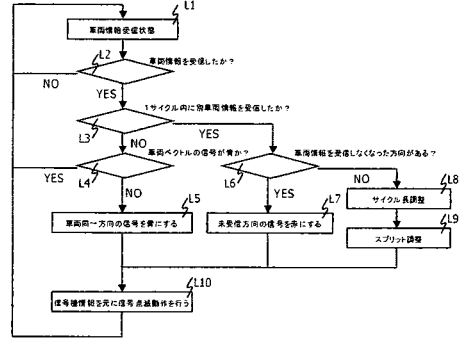 L1
車両情報受信状態
L2
車両情報を受信したか？
NO
YES
1サイクル内に別車両情報を受信したか？
L3
YES
NO
車両ベクトルの信号が青か？
車両情報を受信しなくなった方向がある？
YES
L4
L6
NO
L8
NO
YES
サイクル長調整
L5
L7
L9
車両同一方向の信号を青にする
未受信方向の信号を赤にする
スプリット調整
L10
信号機情報を元に信号点滅動作を行う